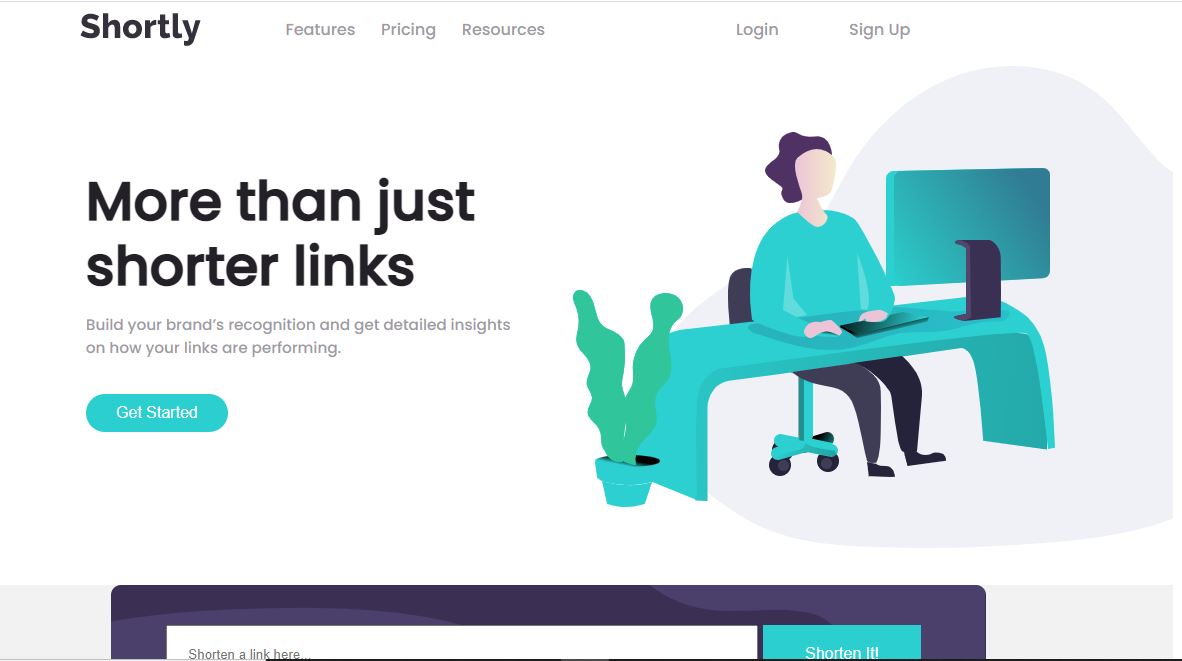 Shortly
Features Pricing Resources Login Sign Up
More than just
shorter links
Build your brand’s recognition and get detailed insights
on how your links are performing.
Get Started
Shorten a link here...
Shorten It!